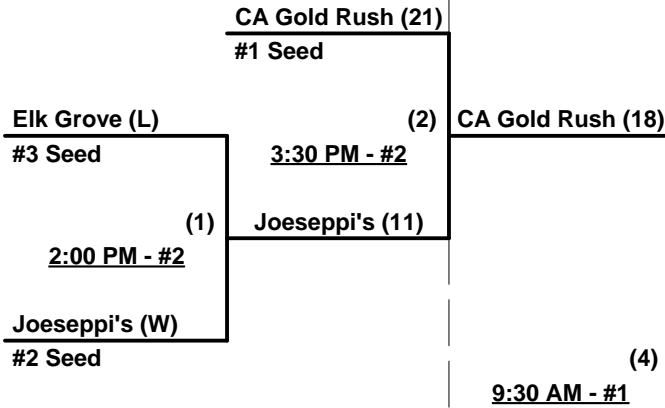 CA Gold Rush (21)
#1 Seed
Elk Grove (L)
(2)
CA Gold Rush (18)
#3 Seed
3:30 PM - #2
(1)
Joeseppi's (11)
2:00 PM - #2
Joeseppi's (W)
#2 Seed
(4)
9:30 AM - #1